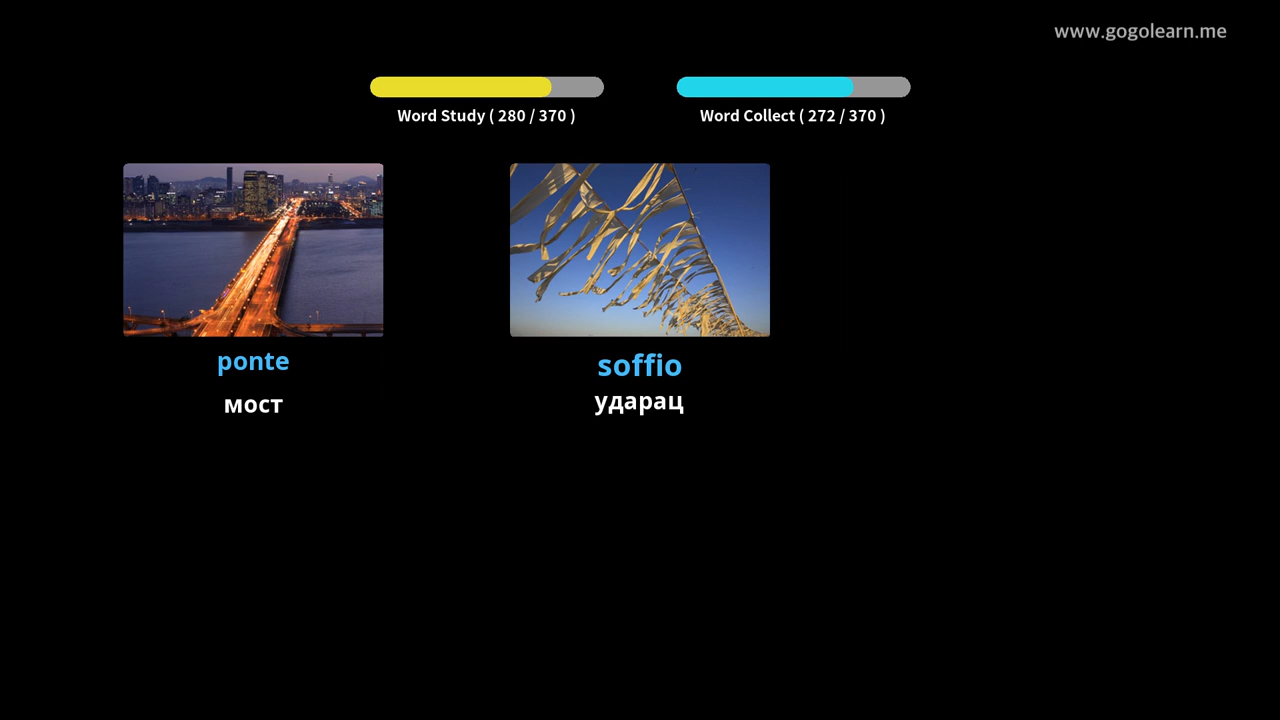 www.gogolearn.me
Word Study ( 280 / 370 )
Word Collect ( 272 / 370 )
ponte
мост
soffio
ударац